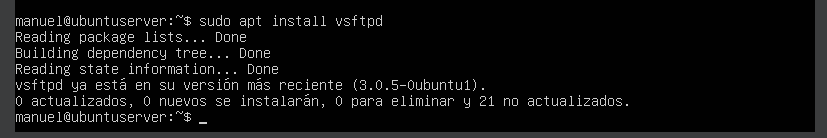 manuel@ubuntuserver:~$ sudo apt install vsftpd
Reading package lists... Done
Building dependency tree... Done
Reading state information... Done
vsftpd ya está en su versión más reciente (3.0.5-0ubuntu1).
0 actualizados, 0 nuevos se instalarán, 0 para eliminar y 21 no actualizados.
manuel@ubuntuserver:~$ _